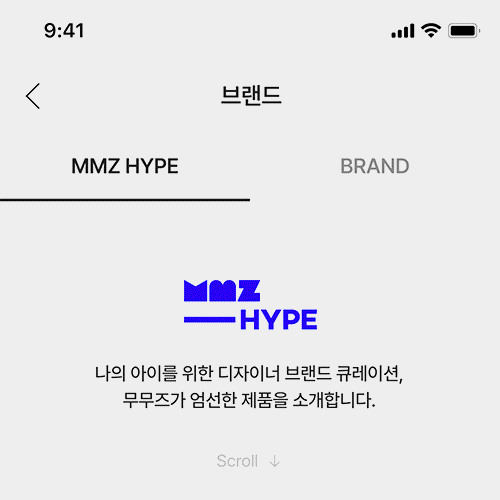 9:41
브랜드
MMZ HYPE
BRAND
MMZ
HYPE
나의 아이를 위한 디자이너 브랜드 큐레이션,
무무즈가 엄선한 제품을 소개합니다.
Scroll ↓